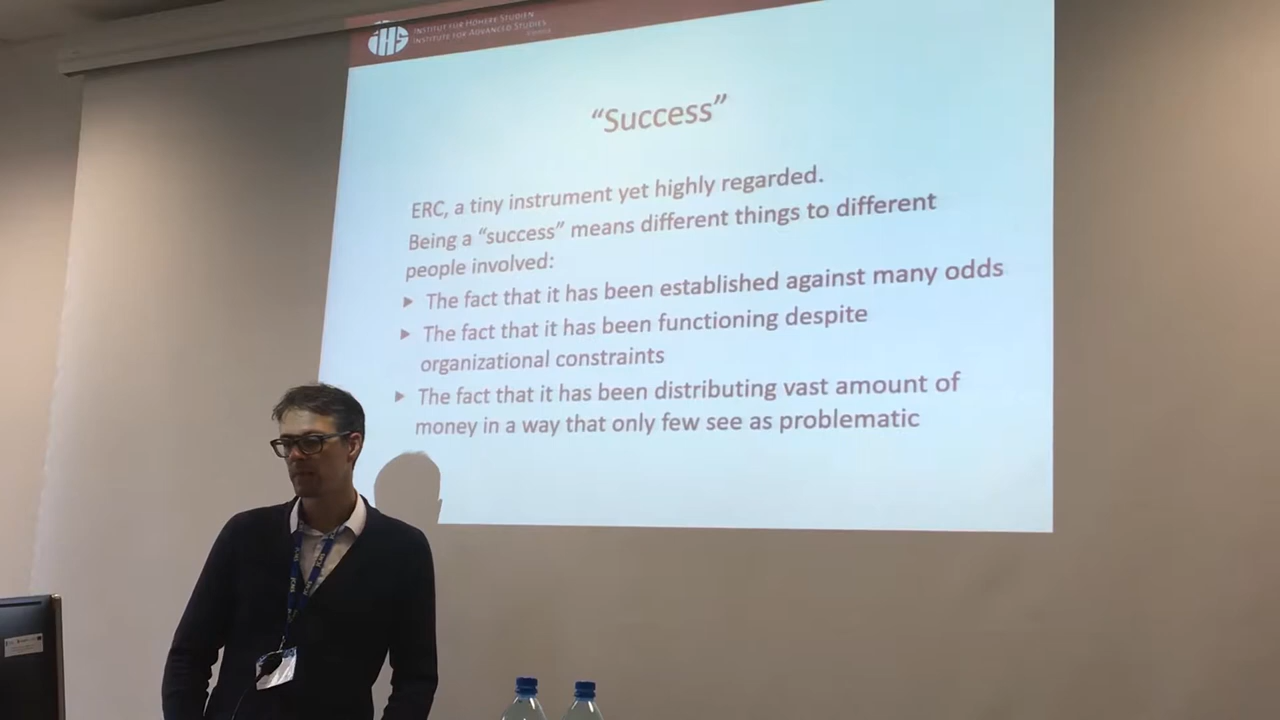 iHS
INSTITUT FÜR HÖHERE STUDIEN
INSTITUTE FOR ADVANCED STUDIES
"Success"
ERC, a tiny instrument yet highly regarded.
Being a "success" means different things to different
people involved:
The fact that it has been established against many odds
The fact that it has been functioning despite
organizational constraints
The fact that it has been distributing vast amount of
money in a way that only few see as problematic